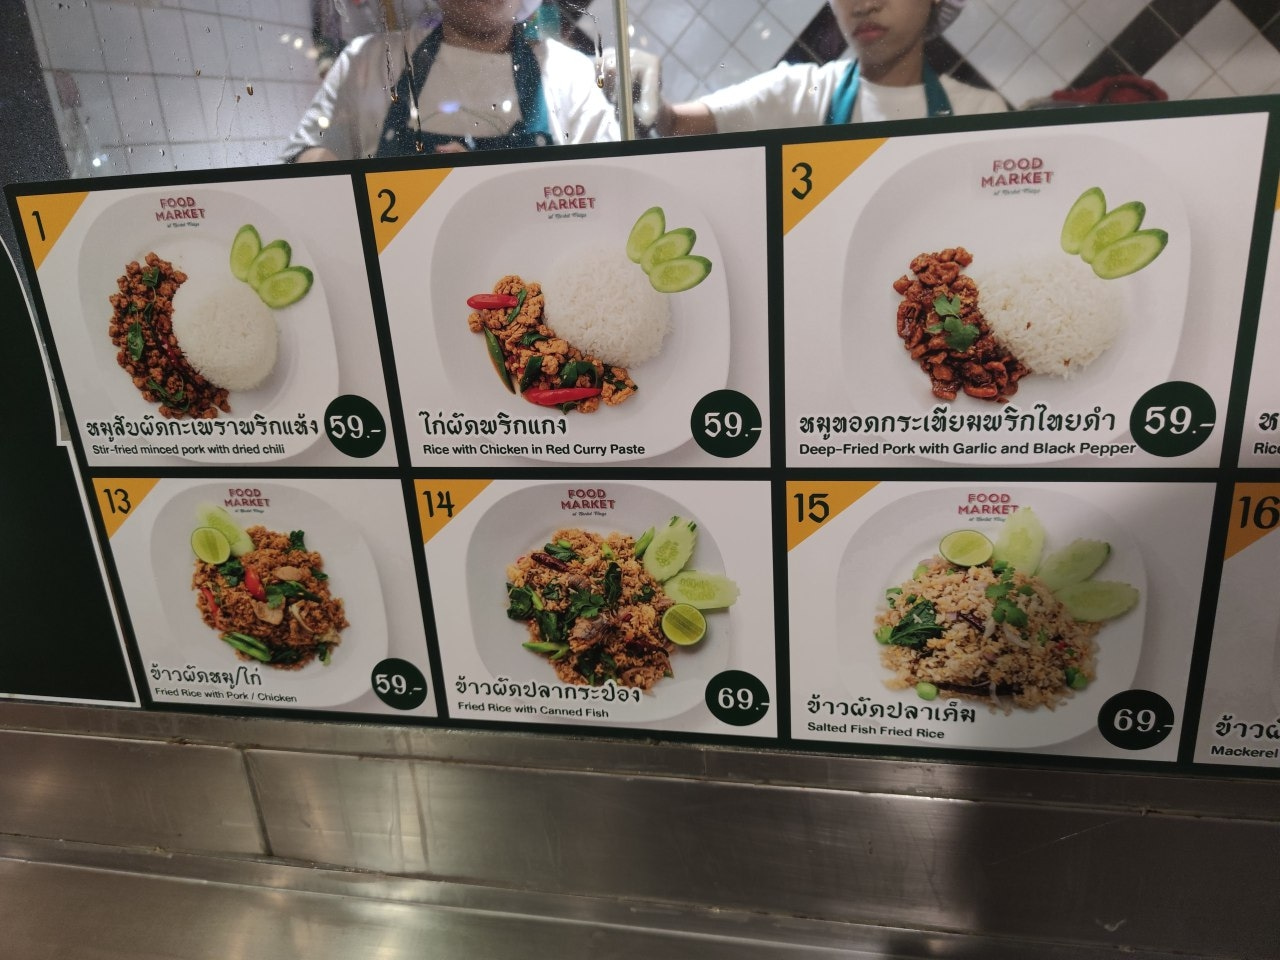 1
FOOD
MARKET
หมูสับผัดกะเพราพริกแห้ง
Stir-fried minced pork with dried chili
59.-
2
FOOD
MARKET
ไก่ผัดพริกแกง
Rice with Chicken in Red Curry Paste
59.-
3
FOOD
MARKET
หมูทอดกระเทียมพริกไทยดำ
Deep-Fried Pork with Garlic and Black Pepper
59.-
13
FOOD
MARKET
ข้าวผัดหมู/ไก่
Fried Rice with Pork / Chicken
59.-
14
FOOD
MARKET
ข้าวผัดปลากระป๋อง
Fried Rice with Canned Fish
69.-
15
FOOD
MARKET
ข้าวผัดปลาเค็ม
Salted Fish Fried Rice
69.-
16
Mackerel